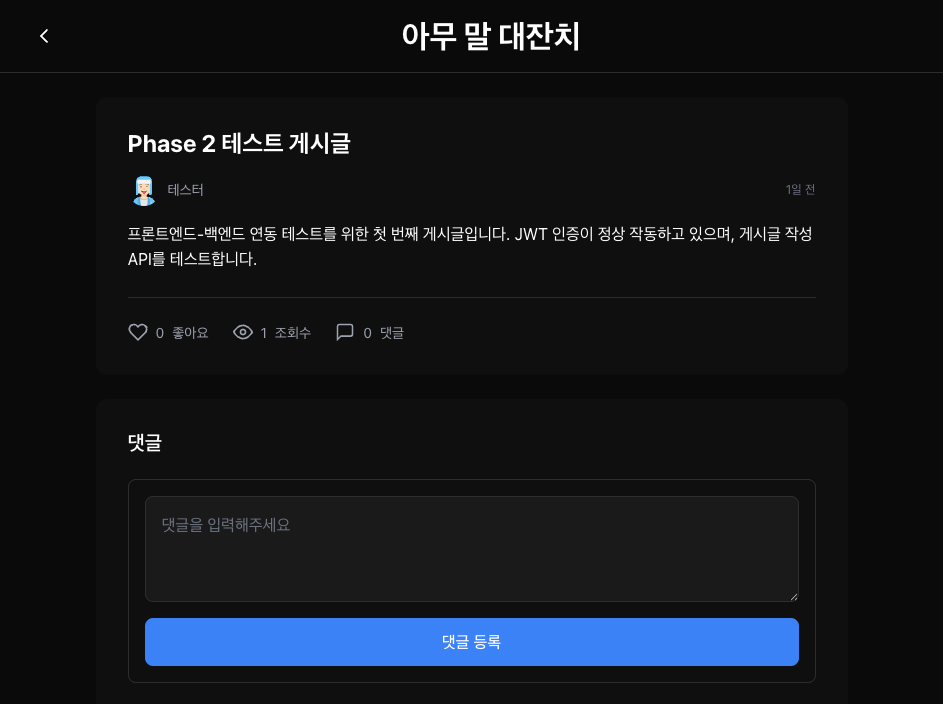 아무 말 대잔치
Phase 2 테스트 게시글
테스터
1일 전
프론트엔드-백엔드 연동 테스트를 위한 첫 번째 게시글입니다. JWT 인증이 정상 작동하고 있으며, 게시글 작성
API를 테스트합니다.
0 좋아요 1 조회수 0 댓글
댓글
댓글을 입력해주세요
댓글 등록